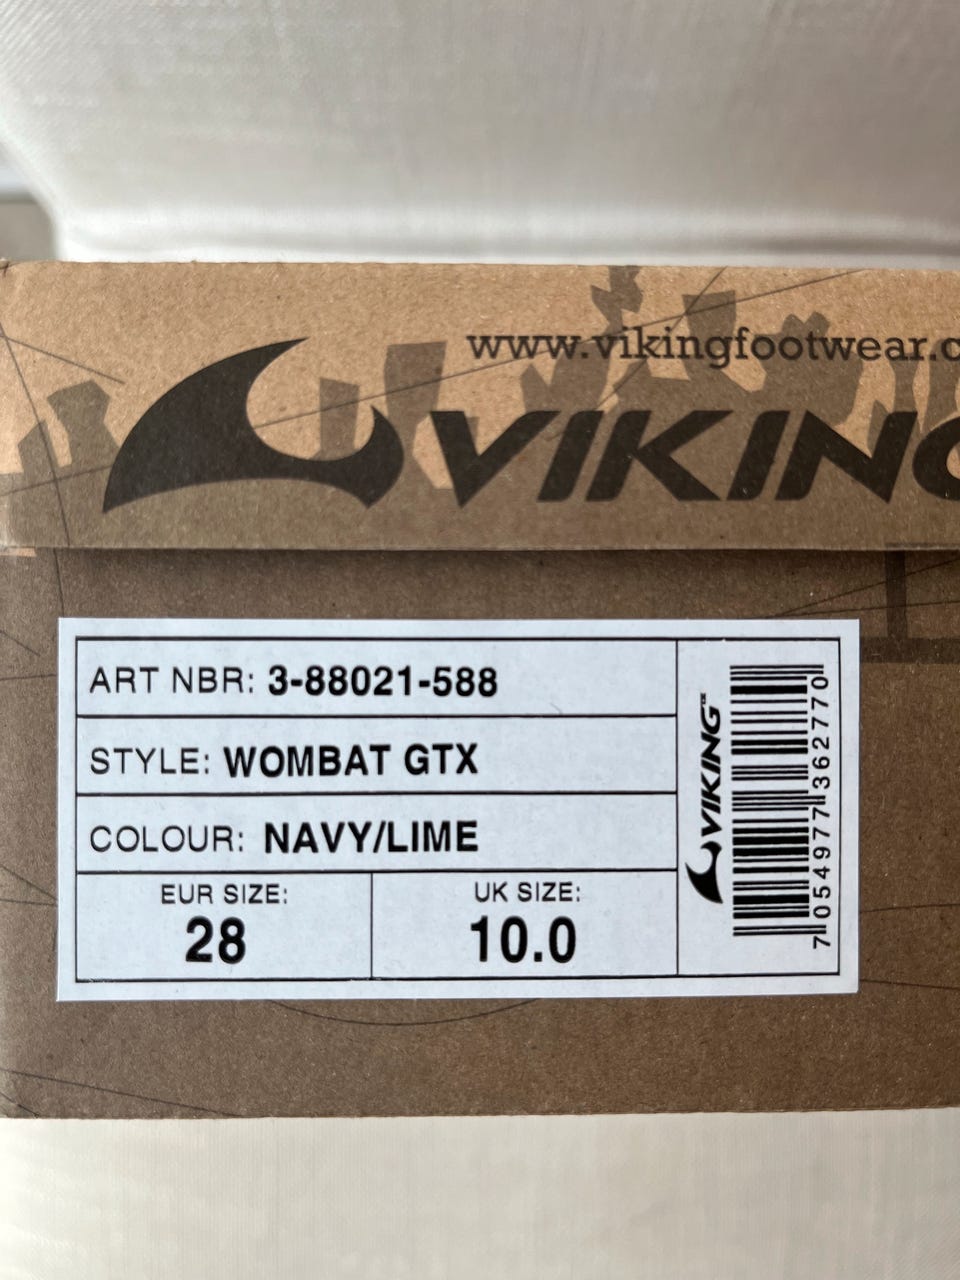 www.vikingfootwear.c
VIKING
ART NBR: 3-88021-588
STYLE: WOMBAT GTX
COLOUR: NAVY/LIME
EUR SIZE:
28
UK SIZE:
10.0
VIKING
7054977362770